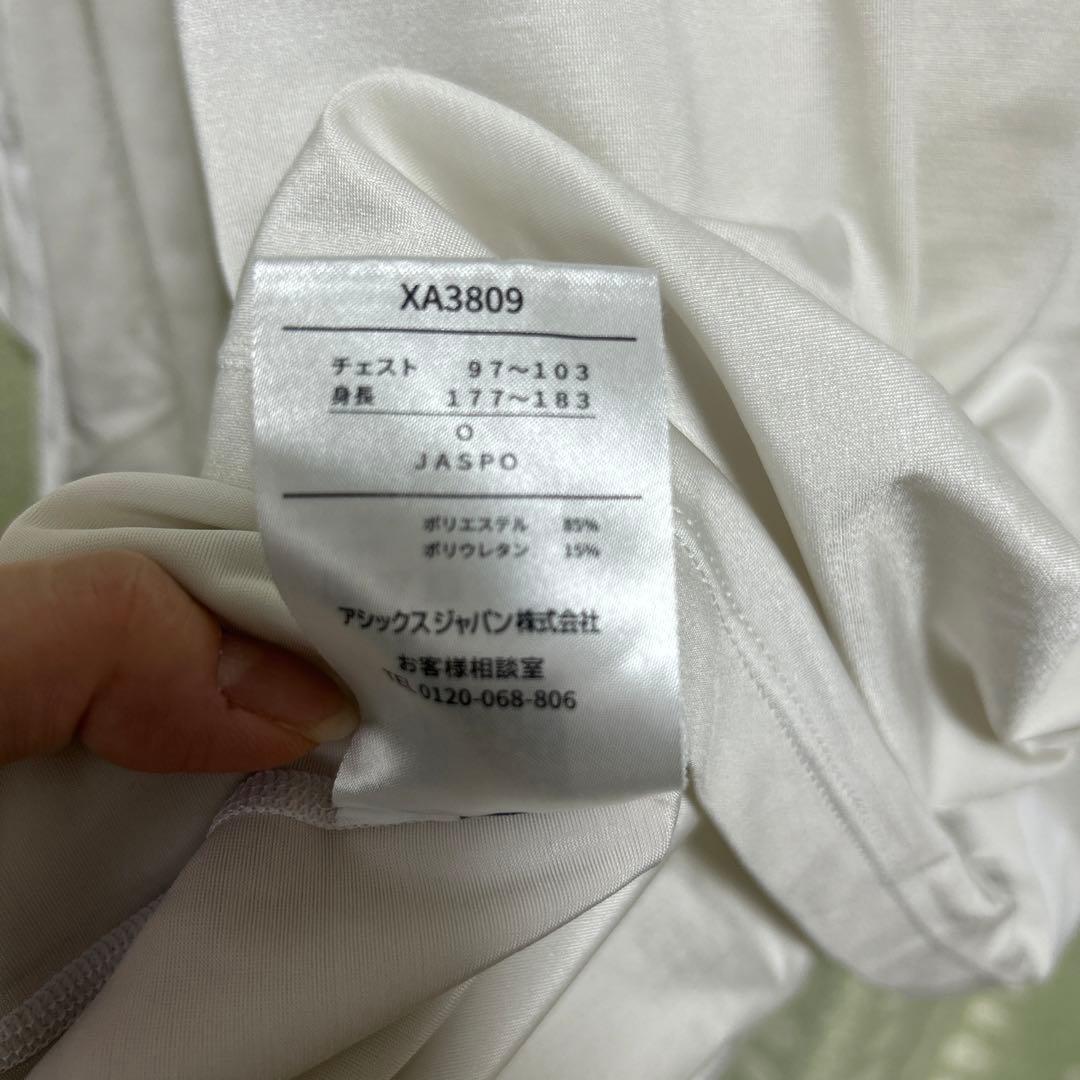 XA3809
チェスト 97～103
身長 177～183
O
JASPO
ポリエステル 85%
ポリウレタン 15%
アシックスジャパン株式会社
お客様相談室
TEL 0120-068-806